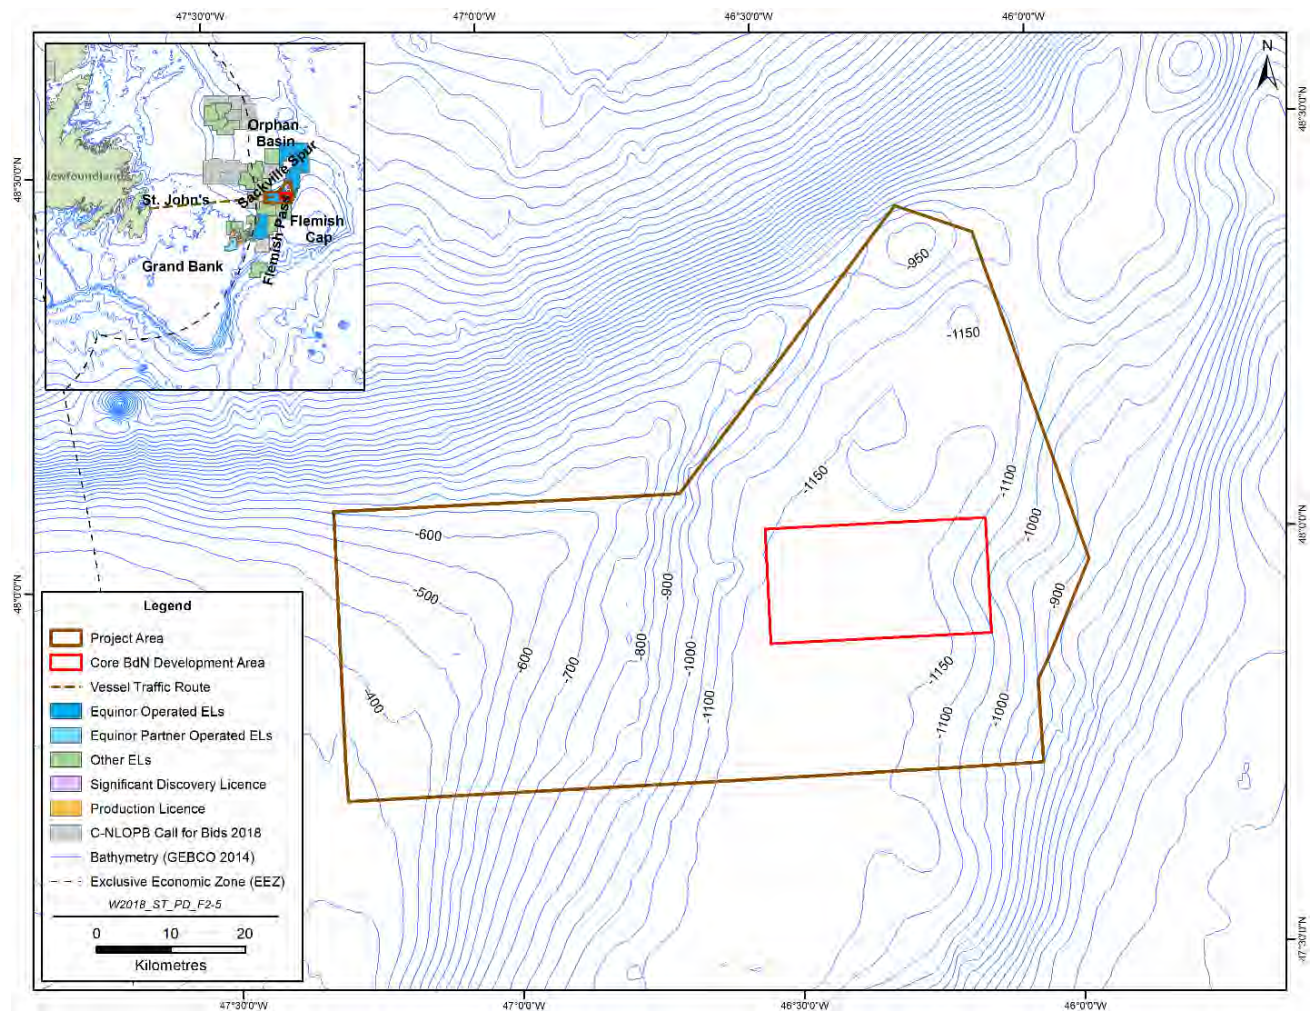 47°30'0"W
47°0'0"W
46°30'0"W
46°0'0"W
N
48°30'0"N
48°30'0"N
Orphan
Basin
Sackville Spur
ewfoundland
St. John's
Flemish Pass
Flemish
Cap
Grand Bank
-950
-1150
-1150
-1100
-1000
-900
-600
-500
-400
-600
-700
-800
-900
-1000
-1100
-1150
-1100
-1000
48°0'0"N
48°0'0"N
Legend
Project Area
Core BdN Development Area
Vessel Traffic Route
Equinor Operated ELs
Equinor Partner Operated ELs
Other ELs
Significant Discovery Licence
Production Licence
C-NLOPB Call for Bids 2018
Bathymetry (GEBCO 2014)
Exclusive Economic Zone (EEZ)
W2018_ST_PD_F2-5
0 10 20
Kilometres
47°30'0"N
47°30'0"W
47°0'0"W
46°30'0"W
46°0'0"W